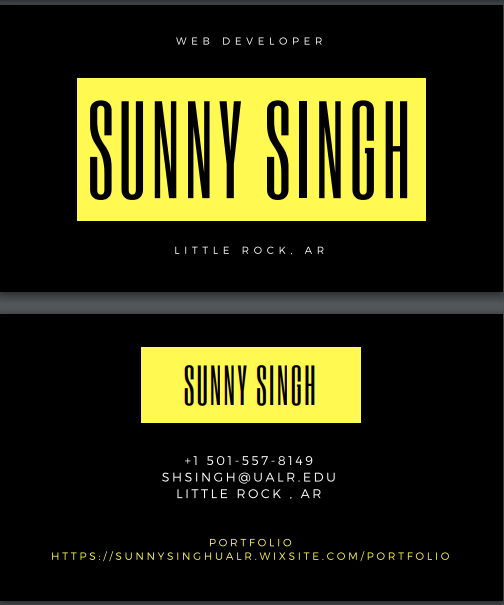 WEB DEVELOPER
SUNNY SINGH
LITTLE ROCK, AR
SUNNY SINGH
+1 501-557-8149
SHSINGH@UALR.EDU
LITTLE ROCK , AR
PORTFOLIO
HTTPS://SUNNYSINGHUALR.WIXSITE.COM/PORTFOLIO